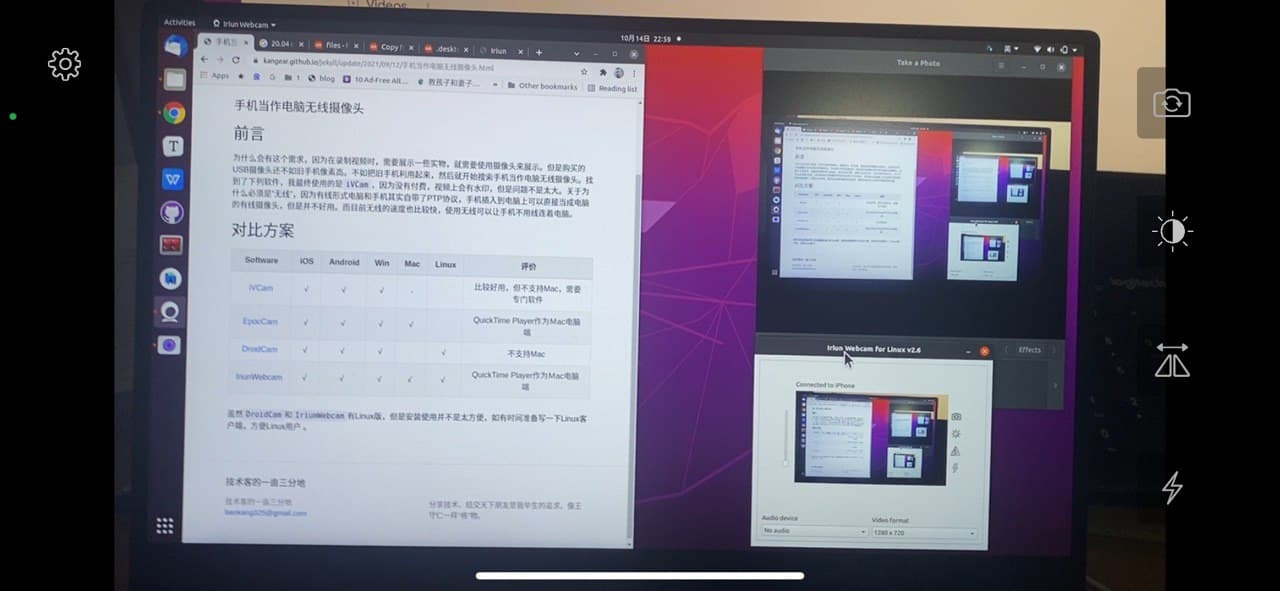 Videos
Activities
Iriun Webcam
10月14日 22:59
手机当
20.04
files -
Copy
.deskt
Iriun
kangear.github.io/jekyll/update/2021/09/12/手机当作电脑无线摄像头.html
Apps
1
blog
10 Ad-Free All...
教孩子和妻子...
Other bookmarks
Reading list
手机当作电脑无线摄像头
前言
为什么会有这个需求,因为在录制视频时,需要展示一些实物,就需要使用摄像头来展示。但是购买的
USB摄像头还不如旧手机像素高。不如把旧手机利用起来,然后就开始搜索手机当作电脑无线摄像头。找
到了下列软件,我最终使用的是 iVCam ,因为没有付费,视频上会有水印,但是问题不太大。关于为
什么必须是“无线”,因为有线形式电脑和手机其实自带了PTP协议,手机插入到电脑上可以直接当成电脑
的有线摄像头,但是并不好用。而目前无线的速度也比较快,使用无线可以让手机不用线连着电脑。
对比方案
Software iOS Android Win Mac Linux 评价
iVCam √ √ √ - 比较好用,但不支持Mac,需要
专门软件
EpocCam √ √ √ √ QuickTime Player作为Mac电脑
端
DroidCam √ √ √ √ 不支持Mac
IriunWebcam √ √ √ √ √ QuickTime Player作为Mac电脑
端
虽然 DroidCam 和 IriunWebcam 有Linux版,但是安装使用并不是太方便,如有时间准备写一下Linux客
户端,方便Linux用户 。
技术客的一亩三分地
技术客的一亩三分地
分享技术、结交天下朋友是我毕生的追求。像王
守仁一样“格”物。
Take a Photo
Effects
Iriun Webcam for Linux v2.6
Connected to iPhone
Audio device
No audio
Video format
1280 x 720